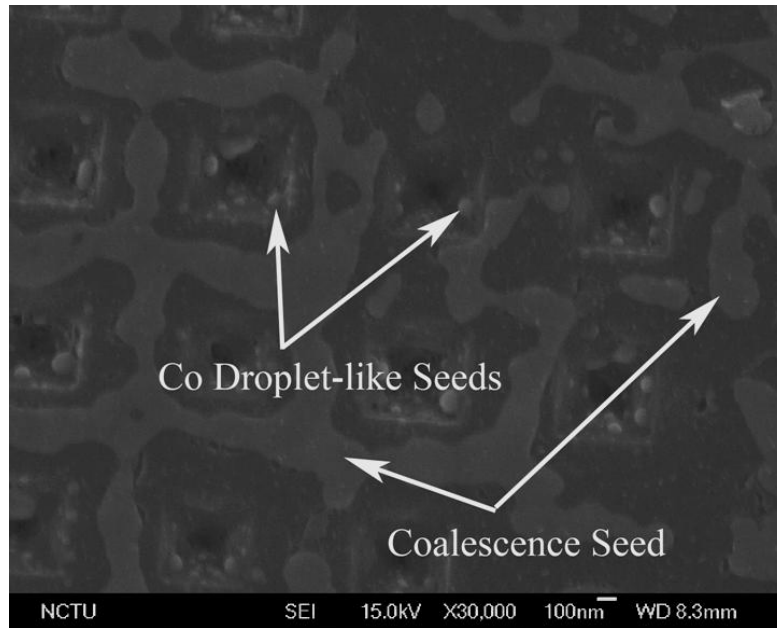 Co Droplet-like Seeds
Coalescence Seed
NCTU SEI 15.0kV X30,000 100nm WD 8.3mm